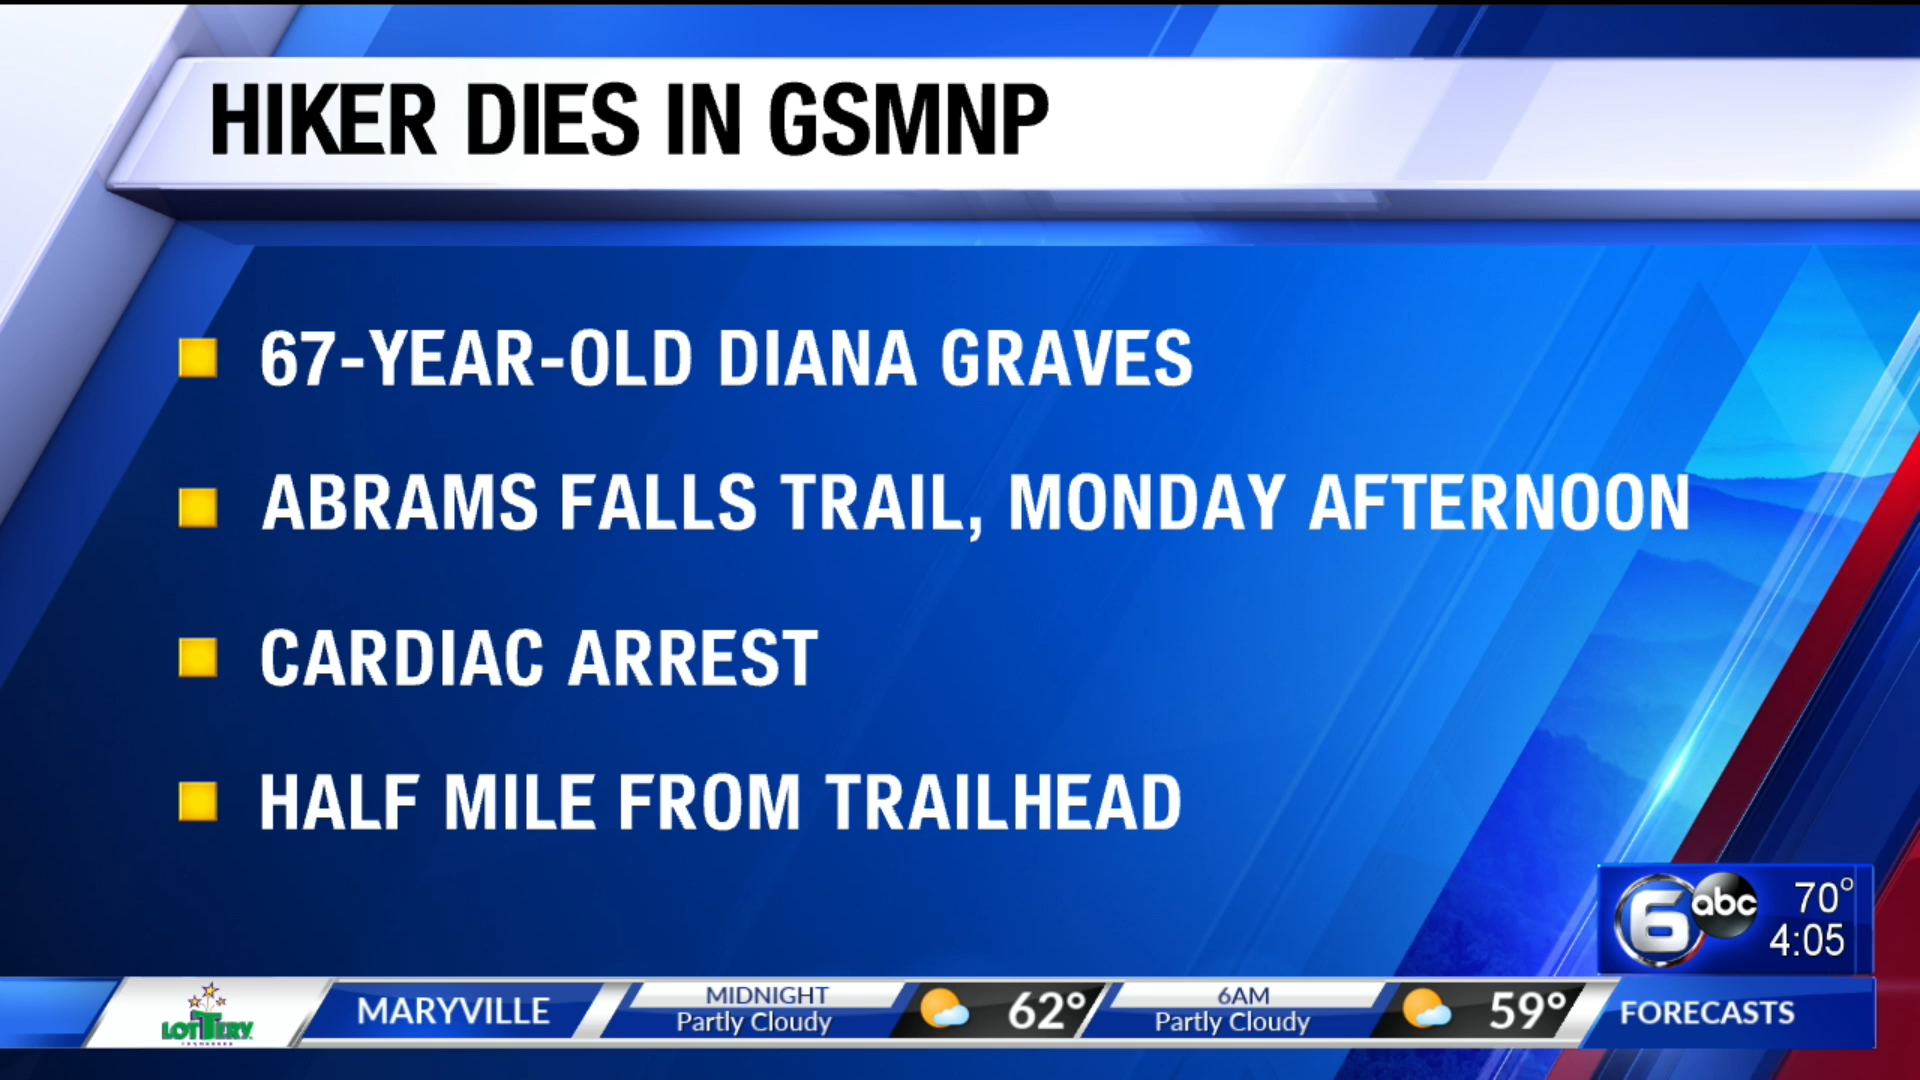 HIKER DIES IN GSMNP
67-YEAR-OLD DIANA GRAVES
ABRAMS FALLS TRAIL, MONDAY AFTERNOON
CARDIAC ARREST
HALF MILE FROM TRAILHEAD
6 abc 70°
4:05
LOTTERY
TENNESSEE
MARYVILLE
MIDNIGHT
Partly Cloudy
62°
6AM
Partly Cloudy
59°
FORECASTS